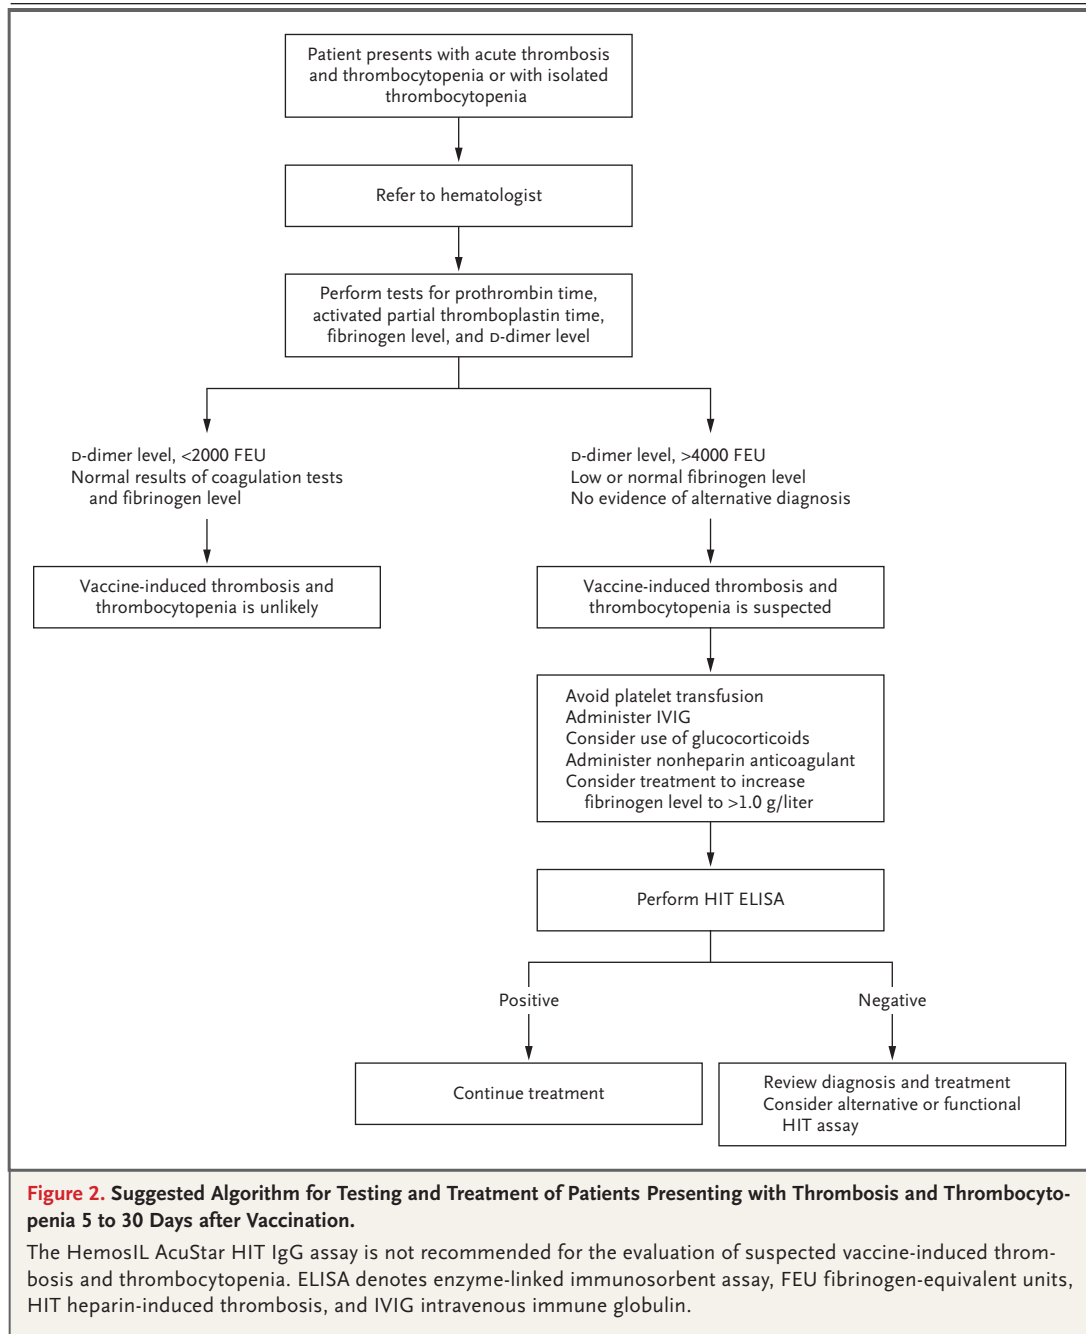 Patient presents with acute thrombosis
and thrombocytopenia or with isolated
thrombocytopenia
Refer to hematologist
Perform tests for prothrombin time,
activated partial thromboplastin time,
fibrinogen level, and D-dimer level
D-dimer level, <2000 FEU
Normal results of coagulation tests
and fibrinogen level
D-dimer level, >4000 FEU
Low or normal fibrinogen level
No evidence of alternative diagnosis
Vaccine-induced thrombosis and
thrombocytopenia is unlikely
Vaccine-induced thrombosis and
thrombocytopenia is suspected
Avoid platelet transfusion
Administer IVIG
Consider use of glucocorticoids
Administer nonheparin anticoagulant
Consider treatment to increase
fibrinogen level to >1.0 g/liter
Perform HIT ELISA
Positive
Negative
Continue treatment
Review diagnosis and treatment
Consider alternative or functional
HIT assay
Figure 2. Suggested Algorithm for Testing and Treatment of Patients Presenting with Thrombosis and Thrombocyto-
penia 5 to 30 Days after Vaccination.
The HemosIL AcuStar HIT IgG assay is not recommended for the evaluation of suspected vaccine-induced throm-
bosis and thrombocytopenia. ELISA denotes enzyme-linked immunosorbent assay, FEU fibrinogen-equivalent units,
HIT heparin-induced thrombosis, and IVIG intravenous immune globulin.